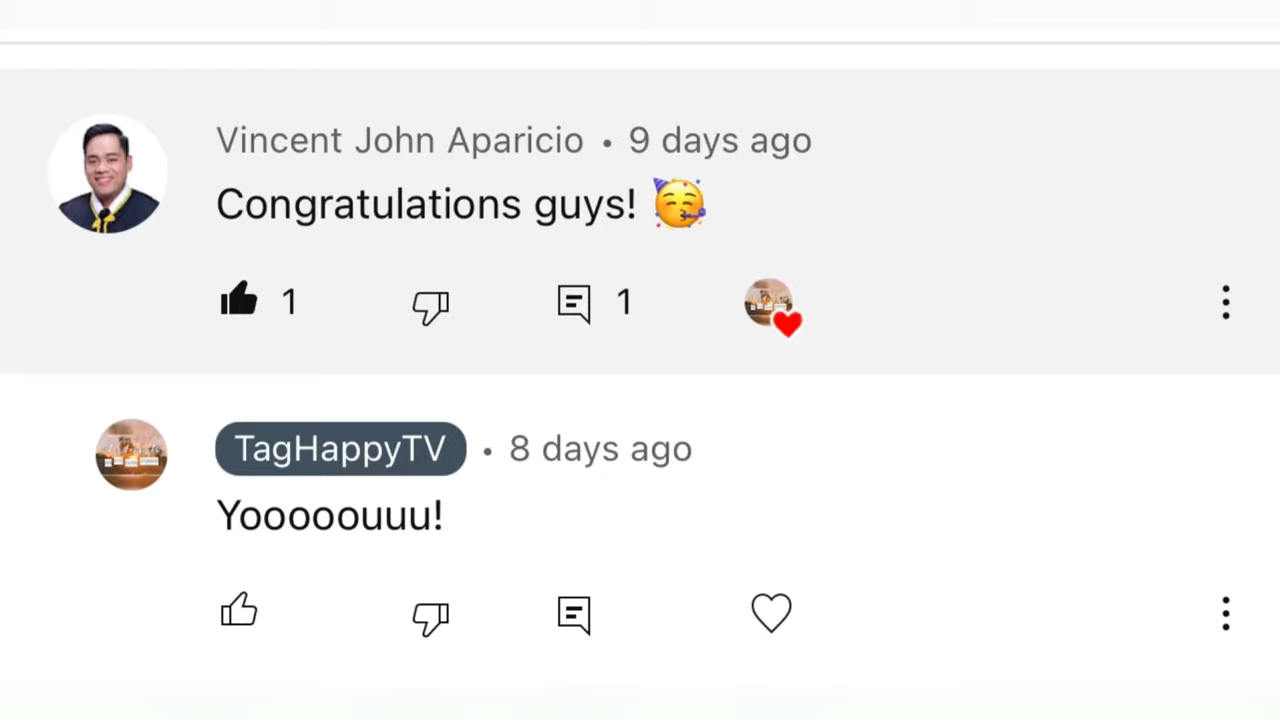 Vincent John Aparicio • 9 days ago
Congratulations guys! 🥳
1 1
TagHappyTV • 8 days ago
Yooooouuu!